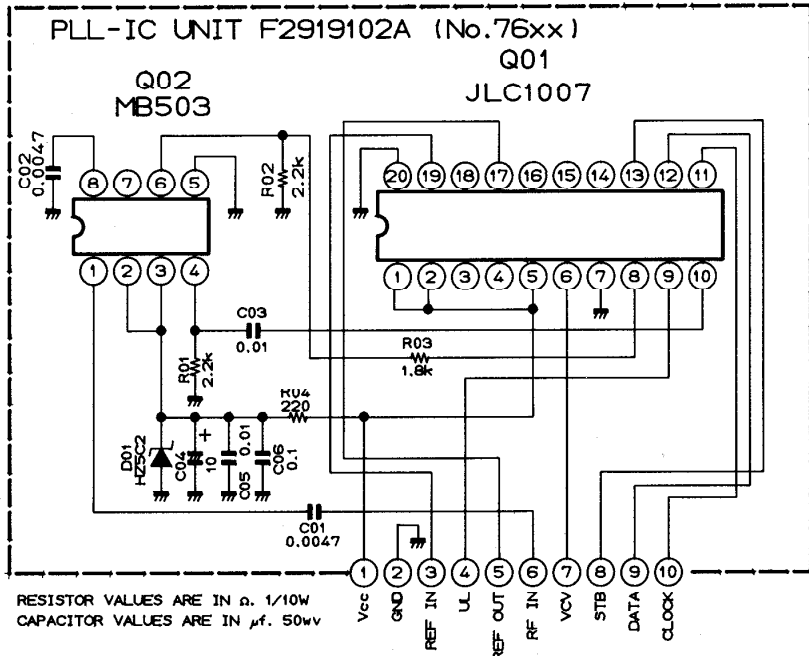 PLL-IC UNIT F2919102A (No.76xx)
Q02
MB503
Q01
JLC1007
C02
0.0047
R02
2.2k
8 7 6 5
20 19 18 17 16 15 14 13 12 11
1 2 3 4
1 2 3 4 5 6 7 8 9 10
C03
0.01
R01
2.2k
R03
1.8k
R04
220
D01
HZ5C2
+
C04
10
0.01
C05
C06
0.1
C01
0.0047
1 2 3 4 5 6 7 8 9 10
Vcc
GND
REF IN
UL
REF OUT
RF IN
VCV
STB
DATA
CLOCK
RESISTOR VALUES ARE IN Ω. 1/10W
CAPACITOR VALUES ARE IN μf. 50wv